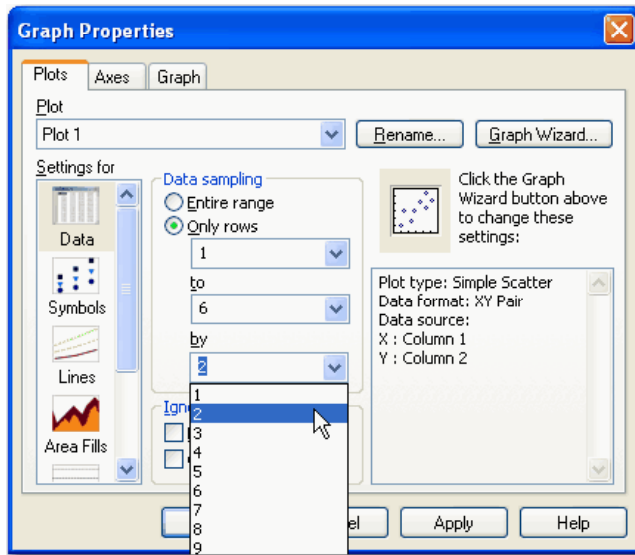 Graph Properties
Plots Axes Graph
Plot
Plot 1
Rename...
Graph Wizard...
Settings for
Data
Symbols
Lines
Area Fills
Data sampling
Entire range
Only rows
1
to
6
by
2
1
2
3
4
5
6
7
8
9
Click the Graph
Wizard button above
to change these
settings:
Plot type: Simple Scatter
Data format: XY Pair
Data source:
X : Column 1
Y : Column 2
Apply
Help